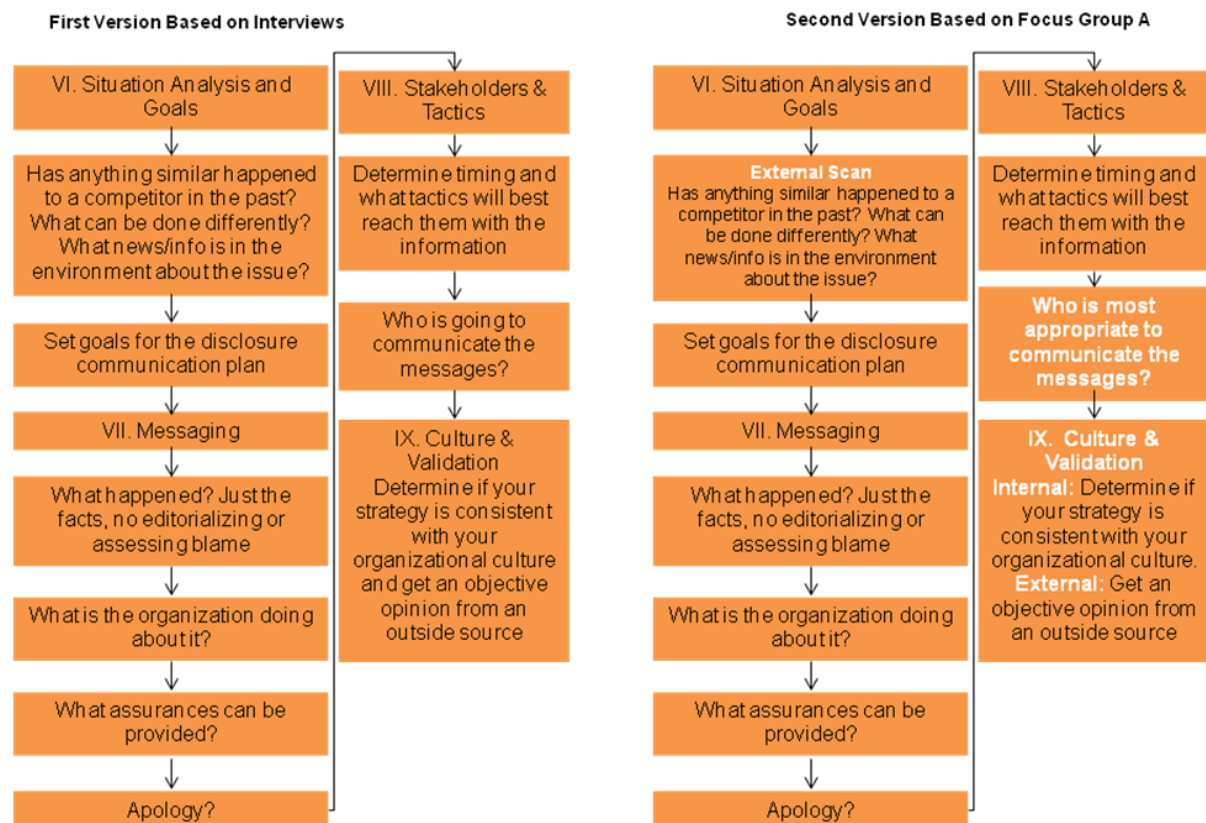 First Version Based on Interviews
VI. Situation Analysis and
Goals
Has anything similar happened
to a competitor in the past?
What can be done differently?
What news/info is in the
environment about the issue?
Set goals for the disclosure
communication plan
VII. Messaging
What happened? Just the
facts, no editorializing or
assessing blame
What is the organization doing
about it?
What assurances can be
provided?
Apology?
VIII. Stakeholders &
Tactics
Determine timing and
what tactics will best
reach them with the
information
Who is going to
communicate the
messages?
IX. Culture &
Validation
Determine if your
strategy is consistent
with your
organizational culture
and get an objective
opinion from an
outside source
Second Version Based on Focus Group A
VI. Situation Analysis and
Goals
External Scan
Has anything similar happened to a
competitor in the past? What can
be done differently? What
news/info is in the environment
about the issue?
Set goals for the disclosure
communication plan
VII. Messaging
What happened? Just the
facts, no editorializing or
assessing blame
What is the organization doing
about it?
What assurances can be
provided?
Apology?
VIII. Stakeholders &
Tactics
Determine timing and
what tactics will best
reach them with the
information
Who is most
appropriate to
communicate the
messages?
IX. Culture &
Validation
Internal: Determine if
your strategy is
consistent with your
organizational culture.
External: Get an
objective opinion from
an outside source